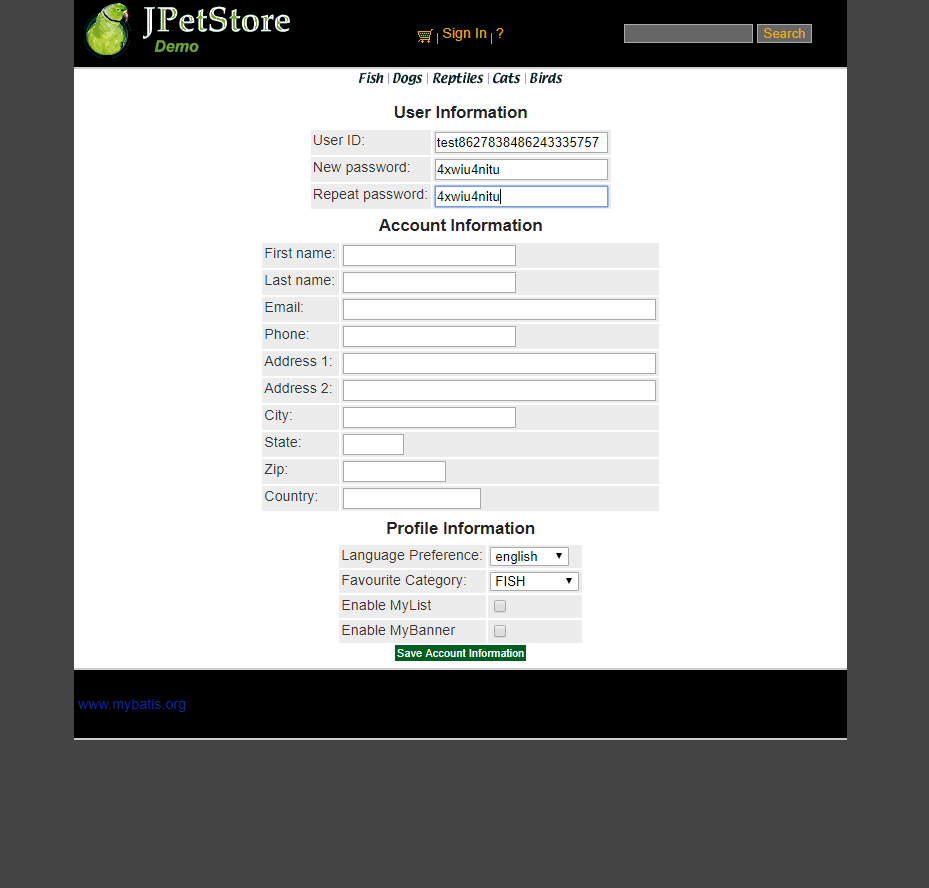 JPetStore
Demo
Sign In | ?
Search
Fish | Dogs | Reptiles | Cats | Birds
User Information
User ID: test8627838486243335757
New password: 4xwiu4nitu
Repeat password: 4xwiu4nitu
Account Information
First name:
Last name:
Email:
Phone:
Address 1:
Address 2:
City:
State:
Zip:
Country:
Profile Information
Language Preference: english
Favourite Category: FISH
Enable MyList
Enable MyBanner
Save Account Information
www.mybatis.org